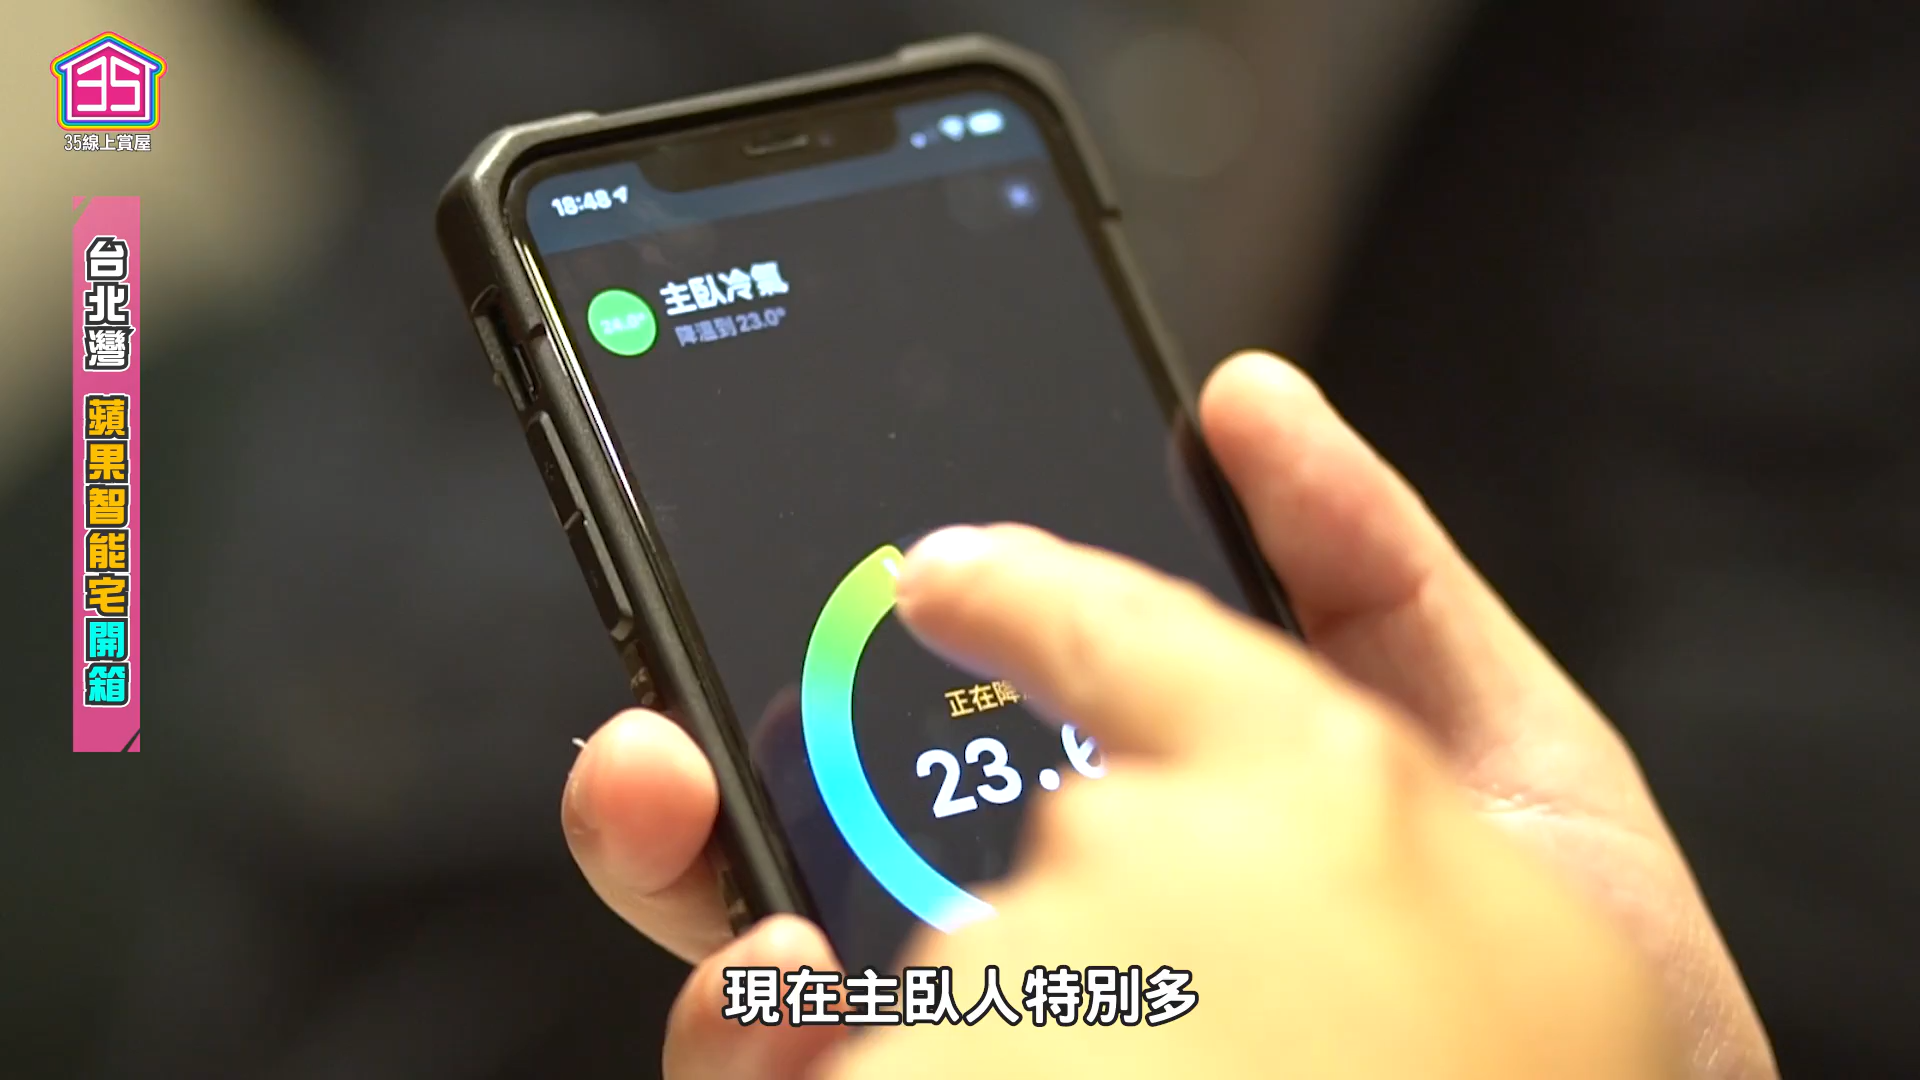 35
35線上賞屋
台北灣 蘋果智能宅開箱
18:48
主臥冷氣
降溫到 23.0°
正在降
23.
現在主臥人特別多